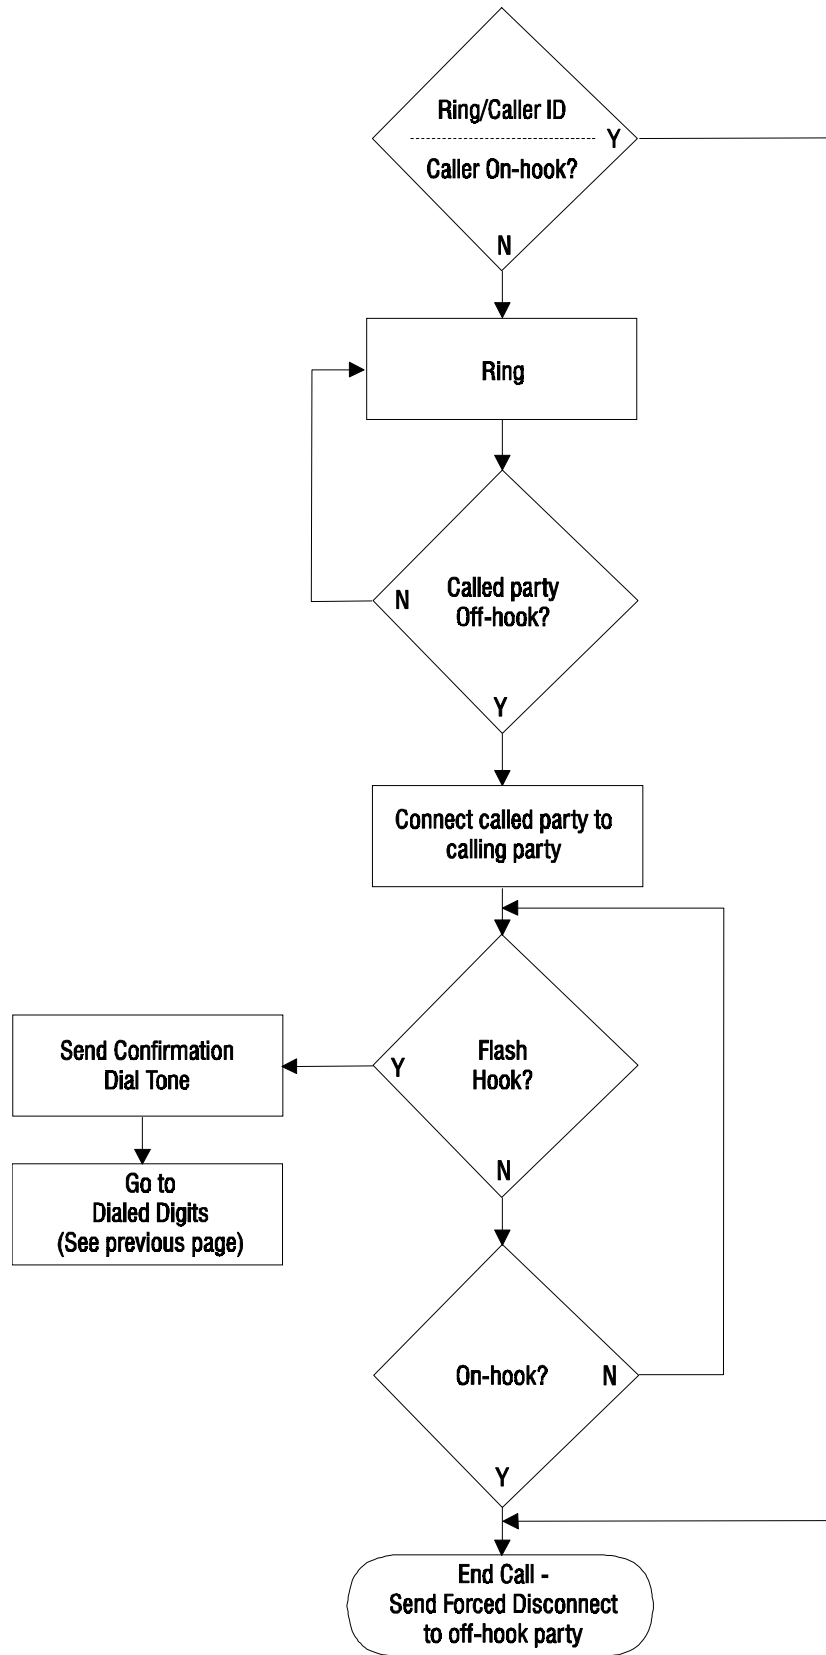 Ring/Caller ID
Y
Caller On-hook?
N
Ring
Called party
N
Off-hook?
Y
Connect called party to
calling party
Send Confirmation
Dial Tone
Flash
Y
Hook?
N
Go to
Dialed Digits
(See previous page)
On-hook?
N
Y
End Call -
Send Forced Disconnect
to off-hook party